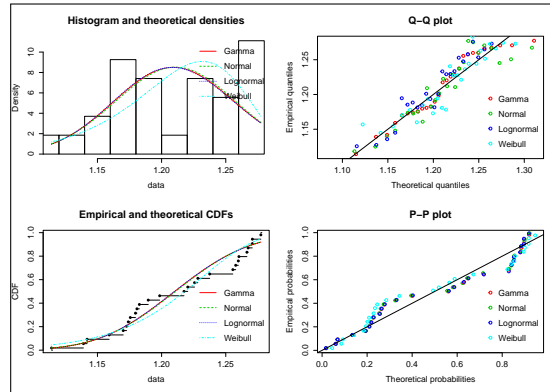 Histogram and theoretical densities
Density
0 2 4 6 8 10
Gamma
Normal
Lognormal
Weibull
1.15 1.20 1.25
data
Q−Q plot
Empirical quantiles
1.15 1.20 1.25
Gamma
Normal
Lognormal
Weibull
1.10 1.15 1.20 1.25 1.30
Theoretical quantiles
Empirical and theoretical CDFs
CDF
0.0 0.2 0.4 0.6 0.8 1.0
Gamma
Normal
Lognormal
Weibull
1.15 1.20 1.25
data
P−P plot
Empirical probabilities
0.0 0.2 0.4 0.6 0.8 1.0
Gamma
Normal
Lognormal
Weibull
0.0 0.2 0.4 0.6 0.8
Theoretical probabilities